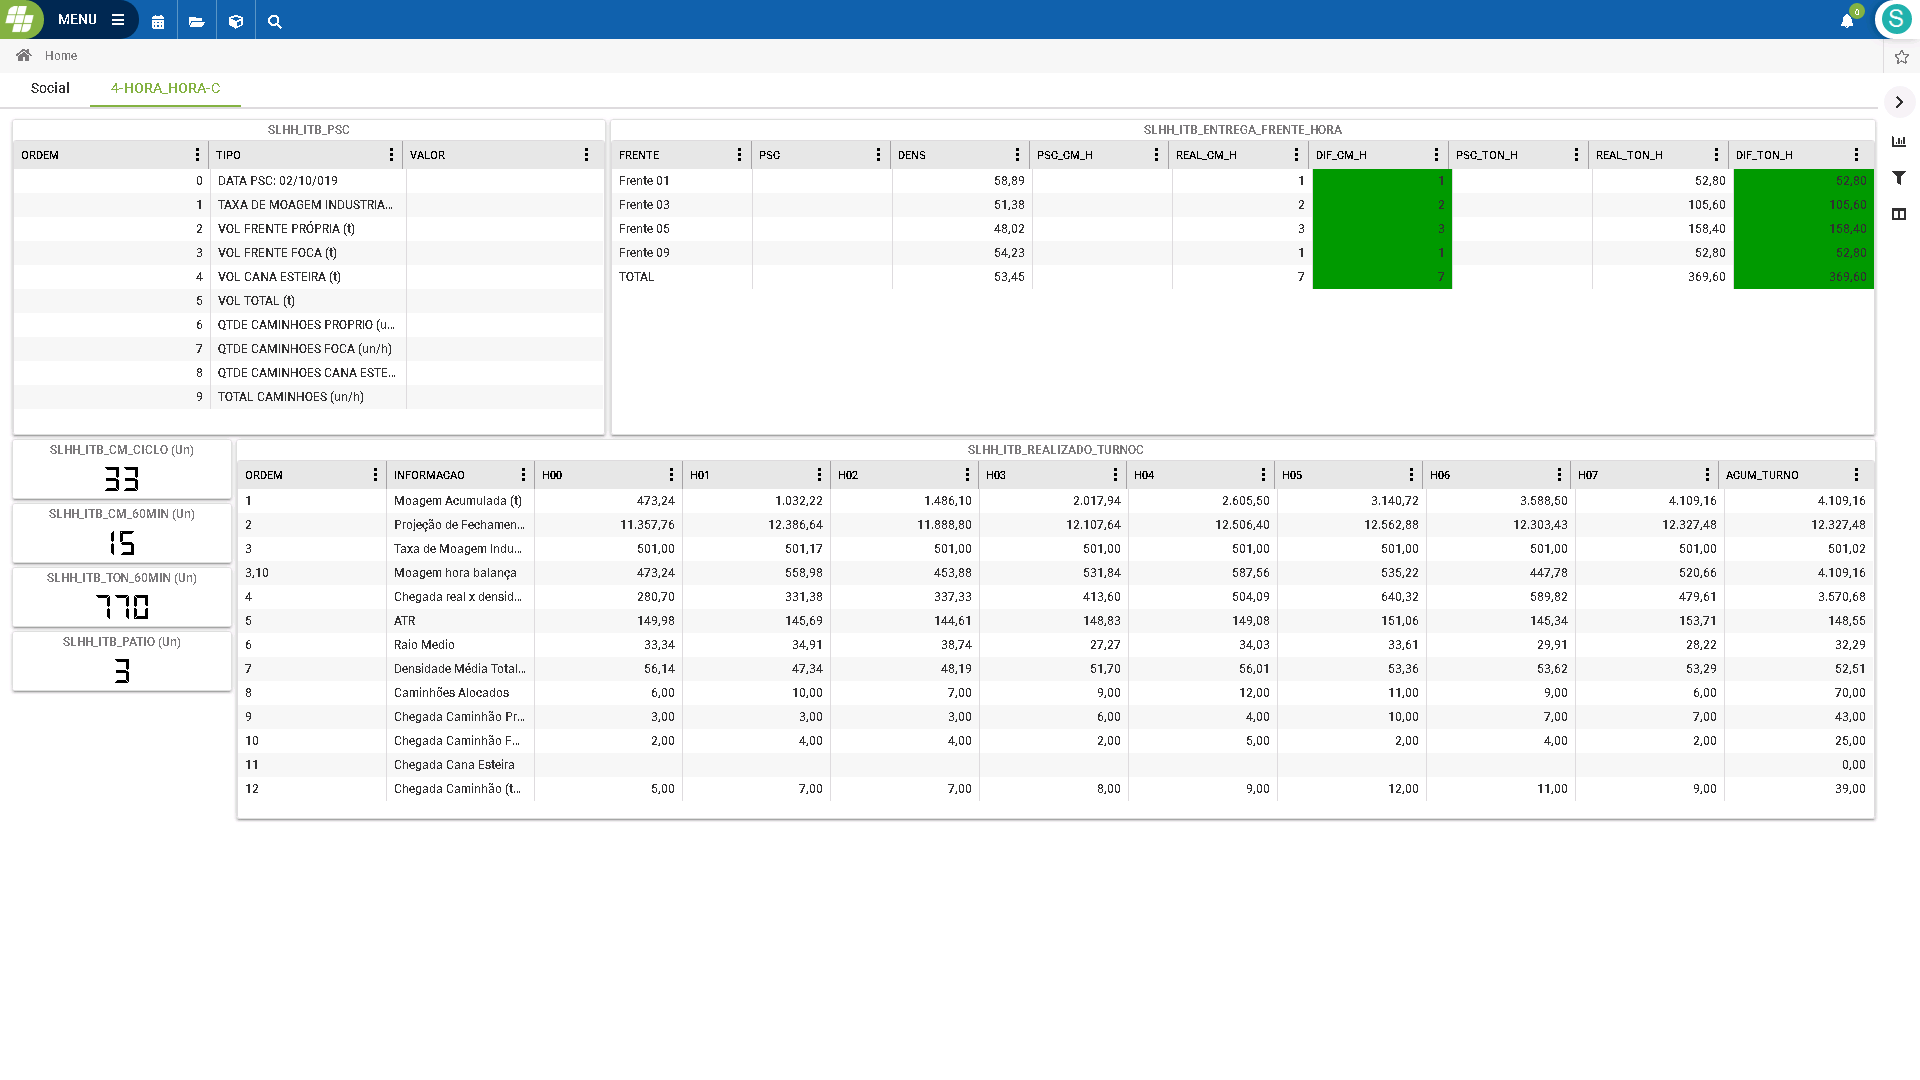 MENU
0
S
Home
Social
4-HORA_HORA-C
SLHH_ITB_PSC
ORDEM TIPO VALOR
0 DATA PSC: 02/10/019
1 TAXA DE MOAGEM INDUSTRIA...
2 VOL FRENTE PRÓPRIA (t)
3 VOL FRENTE FOCA (t)
4 VOL CANA ESTEIRA (t)
5 VOL TOTAL (t)
6 QTDE CAMINHOES PROPRIO (u...
7 QTDE CAMINHOES FOCA (un/h)
8 QTDE CAMINHOES CANA ESTE...
9 TOTAL CAMINHOES (un/h)
SLHH_ITB_ENTREGA_FRENTE_HORA
FRENTE PSC DENS PSC_CM_H REAL_CM_H DIF_CM_H PSC_TON_H REAL_TON_H DIF_TON_H
Frente 01 58,89 1 1 52,80 52,80
Frente 03 51,38 2 2 105,60 105,60
Frente 05 48,02 3 3 158,40 158,40
Frente 09 54,23 1 1 52,80 52,80
TOTAL 53,45 7 7 369,60 369,60
SLHH_ITB_CM_CICLO (Un)
33
SLHH_ITB_CM_60MIN (Un)
15
SLHH_ITB_TON_60MIN (Un)
770
SLHH_ITB_PATIO (Un)
3
SLHH_ITB_REALIZADO_TURNOC
ORDEM INFORMACAO H00 H01 H02 H03 H04 H05 H06 H07 ACUM_TURNO
1 Moagem Acumulada (t) 473,24 1.032,22 1.486,10 2.017,94 2.605,50 3.140,72 3.588,50 4.109,16 4.109,16
2 Projeção de Fechamen... 11.357,76 12.386,64 11.888,80 12.107,64 12.506,40 12.562,88 12.303,43 12.327,48 12.327,48
3 Taxa de Moagem Indu... 501,00 501,17 501,00 501,00 501,00 501,00 501,00 501,00 501,02
3,10 Moagem hora balança 473,24 558,98 453,88 531,84 587,56 535,22 447,78 520,66 4.109,16
4 Chegada real x densid... 280,70 331,38 337,33 413,60 504,09 640,32 589,82 479,61 3.570,68
5 ATR 149,98 145,69 144,61 148,83 149,08 151,06 145,34 153,71 148,55
6 Raio Medio 33,34 34,91 38,74 27,27 34,03 33,61 29,91 28,22 32,29
7 Densidade Média Total... 56,14 47,34 48,19 51,70 56,01 53,36 53,62 53,29 52,51
8 Caminhões Alocados 6,00 10,00 7,00 9,00 12,00 11,00 9,00 6,00 70,00
9 Chegada Caminhão Pr... 3,00 3,00 3,00 6,00 4,00 10,00 7,00 7,00 43,00
10 Chegada Caminhão F... 2,00 4,00 4,00 2,00 5,00 2,00 4,00 2,00 25,00
11 Chegada Cana Esteira 0,00
12 Chegada Caminhão (t... 5,00 7,00 7,00 8,00 9,00 12,00 11,00 9,00 39,00